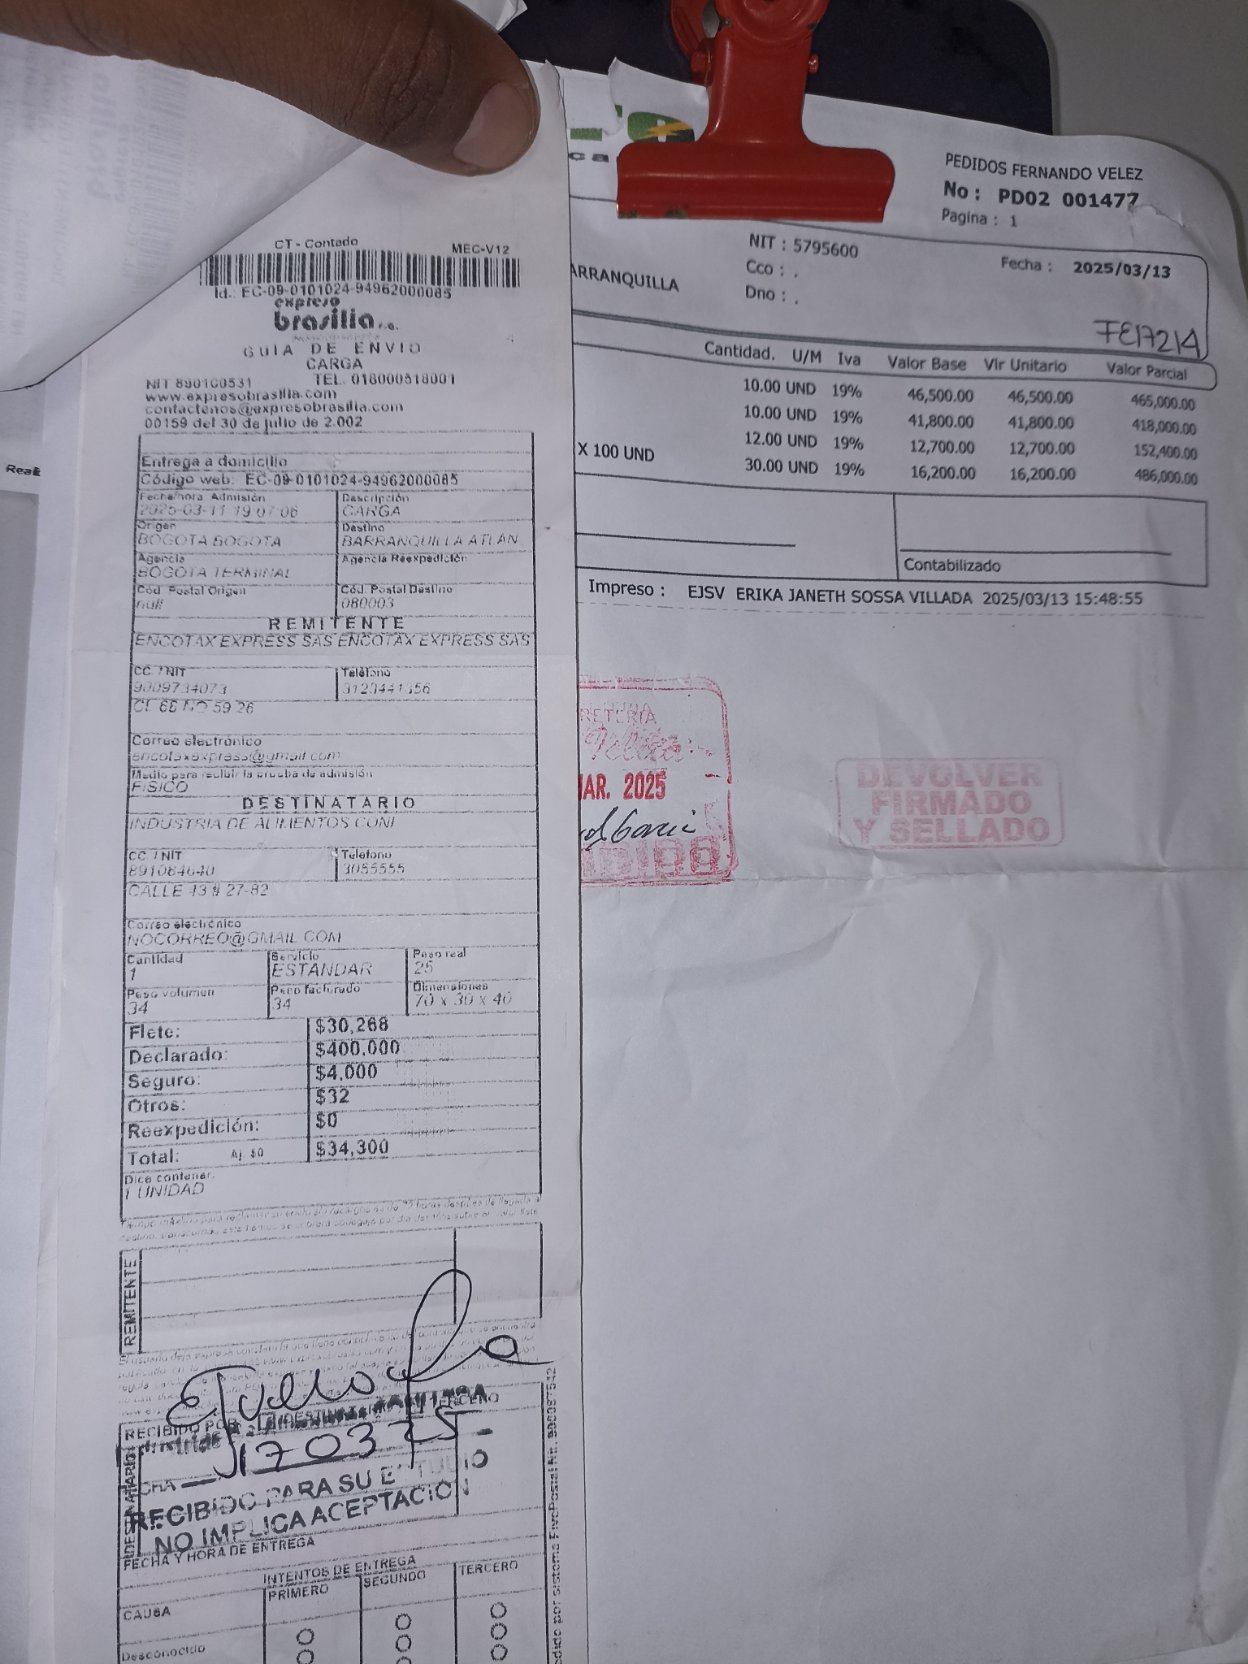 CT - Contado MEC-V12
Id.: EC-09-0101024-94962000085
expreso
brasilia s.a.
GUIA DE ENVIO
CARGA
NIT 890100531 TEL. 018000518001
www.expresobrasilia.com
contactenos@expresobrasilia.com
00159 del 30 de julio de 2.002
Entrega a domicilio
Código web: EC-09-0101024-94962000085
Fecha/hora Admisión Descripción
2025-03-11 19 07 06 CARGA
Origen Destino
BOGOTA BOGOTA BARRANQUILLA ATLAN
Agencia Agencia Reexpedición
BOGOTA TERMINAL
Cód. Postal Origen Cód. Postal Destino
null 080003
REMITENTE
ENCOTAX EXPRESS SAS ENCOTAX EXPRESS SAS
CC / NIT Teléfono
9009734073
CL 66 NO 59 26
Correo electrónico
encotaxexpress@gmail.com
Medio para recibir la prueba de admisión
FISICO
DESTINATARIO
INDUSTRIA DE ALIMENTOS CONI
CC / NIT Teléfono
3055555
CALLE 43 # 27-82
Correo electrónico
NOCORREO@GMAIL COM
Cantidad Servicio Peso real
1 ESTANDAR 25
Peso volumen Peso facturado Dimensiones
34 34 70 x 30 x 40
Flete: $30,268
Declarado: $400,000
Seguro: $4,000
Otros: $32
Reexpedición: $0
Total: Aj. $0 $34,300
Dice contener:
1 UNIDAD
REMITENTE
RECIBIDO POR TERCERO
170325
RECIBIDO PARA SU ESTUDIO
NO IMPLICA ACEPTACION
DESTINATARIO
FECHA Y HORA DE ENTREGA
INTENTOS DE ENTREGA
CAUSA PRIMERO SEGUNDO TERCERO
Desconocido
PEDIDOS FERNANDO VELEZ
No : PD02 001477
Pagina : 1
ARRANQUILLA
NIT : 5795600
Cco : .
Dno : .
Fecha : 2025/03/13
FE17214
Cantidad. U/M Iva Valor Base Vlr Unitario Valor Parcial
10.00 UND 19% 46,500.00 46,500.00 465,000.00
10.00 UND 19% 41,800.00 41,800.00 418,000.00
12.00 UND 19% 12,700.00 12,700.00 152,400.00
X 100 UND 30.00 UND 19% 16,200.00 16,200.00 486,000.00
Contabilizado
Impreso : EJSV ERIKA JANETH SOSSA VILLADA 2025/03/13 15:48:55
RETERIA
MAR. 2025
DEVOLVER
FIRMADO
Y SELLADO